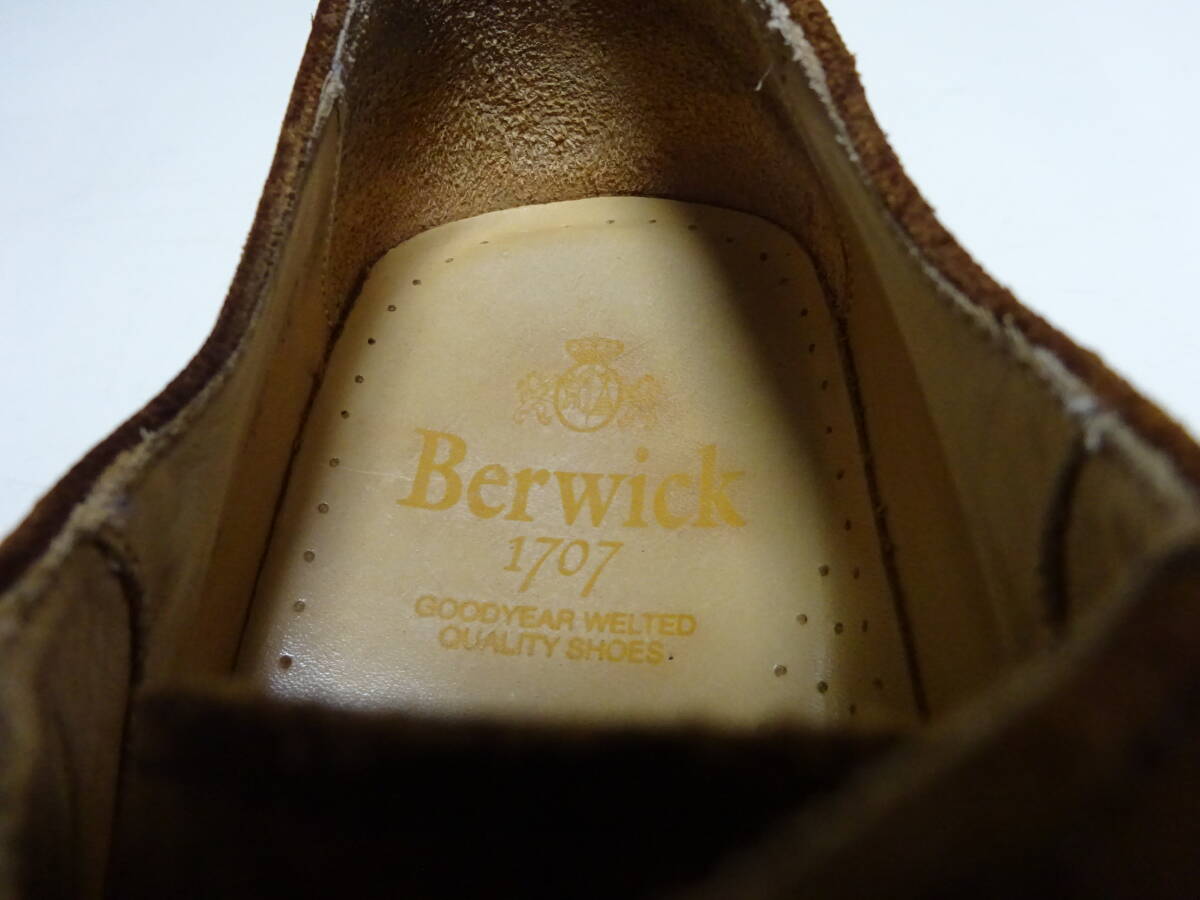 Berwick
1707
GOODYEAR WELTED
QUALITY SHOES